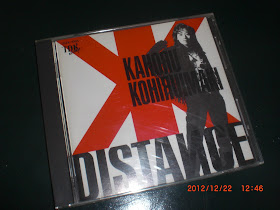 KAHORU
KOHIRUIMAKI
DISTANCE
2012/12/22 12:46